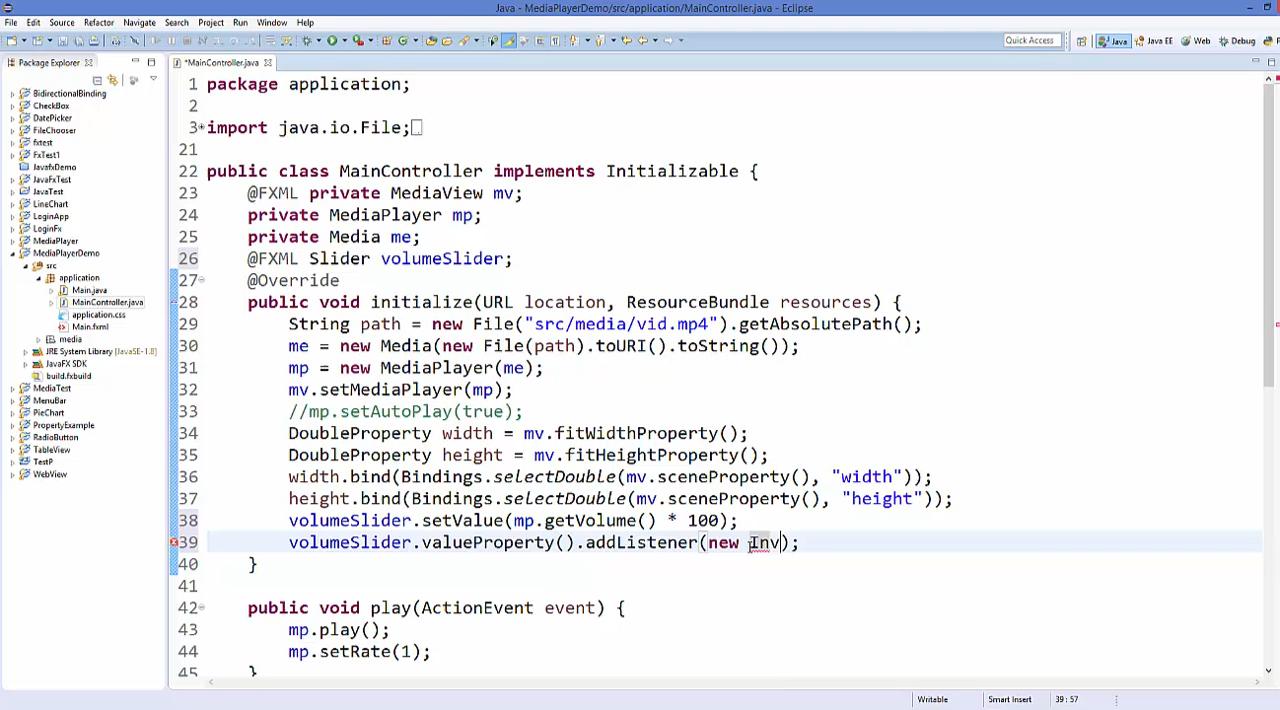 Java - MediaPlayerDemo/src/application/MainController.java - Eclipse
File Edit Source Refactor Navigate Search Project Run Window Help
Quick Access Java Java EE Web Debug
Package Explorer
*MainController.java
BidirectionalBinding
CheckBox
DatePicker
FileChooser
fxtest
FxTest1
JavafxDemo
JavaFxTest
JavaTest
LineChart
LoginApp
LoginFx
MediaPlayer
MediaPlayerDemo
src
application
Main.java
MainController.java
application.css
Main.fxml
media
JRE System Library [JavaSE-1.8]
JavaFX SDK
build.fxbuild
MediaTest
MenuBar
PieChart
PropertyExample
RadioButton
TableView
TestP
WebView
1 package application;
2
3 import java.io.File;
21
22 public class MainController implements Initializable {
23 @FXML private MediaView mv;
24 private MediaPlayer mp;
25 private Media me;
26 @FXML Slider volumeSlider;
27 @Override
28 public void initialize(URL location, ResourceBundle resources) {
29 String path = new File("src/media/vid.mp4").getAbsolutePath();
30 me = new Media(new File(path).toURI().toString());
31 mp = new MediaPlayer(me);
32 mv.setMediaPlayer(mp);
33 //mp.setAutoPlay(true);
34 DoubleProperty width = mv.fitWidthProperty();
35 DoubleProperty height = mv.fitHeightProperty();
36 width.bind(Bindings.selectDouble(mv.sceneProperty(), "width"));
37 height.bind(Bindings.selectDouble(mv.sceneProperty(), "height"));
38 volumeSlider.setValue(mp.getVolume() * 100);
39 volumeSlider.valueProperty().addListener(new Inv);
40 }
41
42 public void play(ActionEvent event) {
43 mp.play();
44 mp.setRate(1);
45 }
Writable Smart Insert 39 : 57